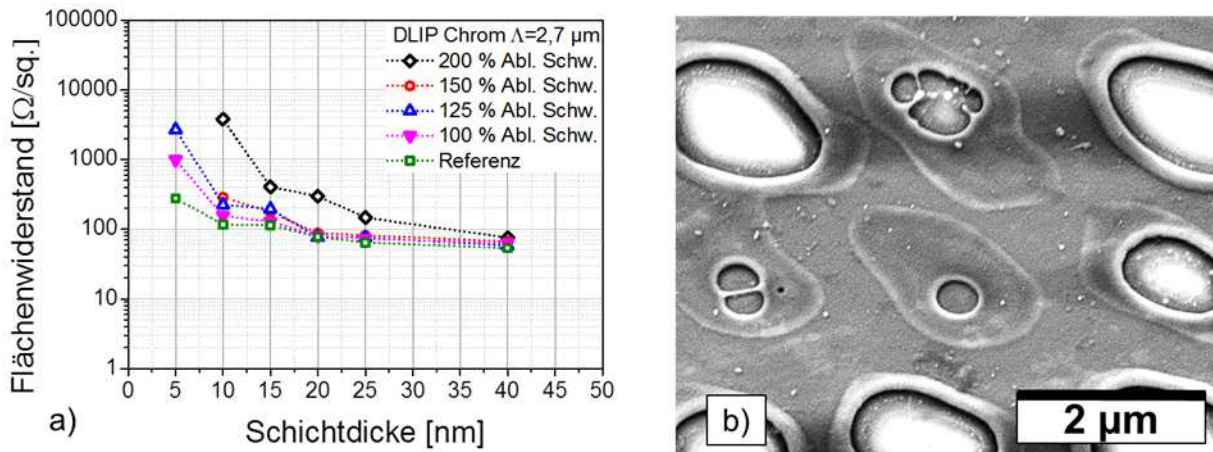 100000
10000
1000
100
10
1
0 5 10 15 20 25 30 35 40 45 50
Flächenwiderstand [Ω/sq.]
Schichtdicke [nm]
DLIP Chrom Λ=2,7 µm
200 % Abl. Schw.
150 % Abl. Schw.
125 % Abl. Schw.
100 % Abl. Schw.
Referenz
a)
b)
2 µm